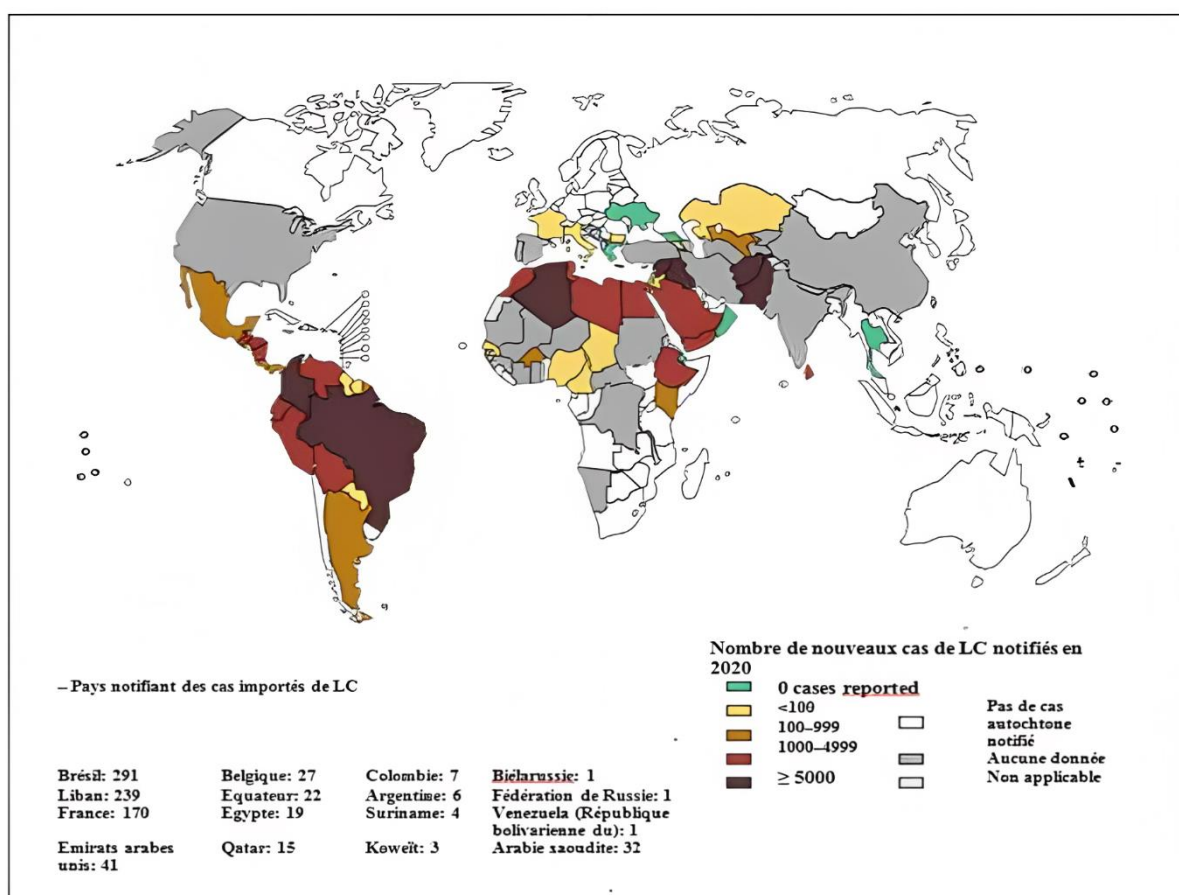 Nombre de nouveaux cas de LC notifiés en
2020
0 cases reported
<100
100–999
1000–4999
≥ 5000
Pas de cas
autochtone
notifié
Aucune donnée
Non applicable
– Pays notifiant des cas importés de LC
Brésil: 291
Liban: 239
France: 170
Emirats arabes
unis: 41
Belgique: 27
Equateur: 22
Egypte: 19
Qatar: 15
Colombie: 7
Argentine: 6
Suriname: 4
Koweït: 3
Biélarussie: 1
Fédération de Russie: 1
Venezuela (République
bolivarienne du): 1
Arabie saoudite: 32